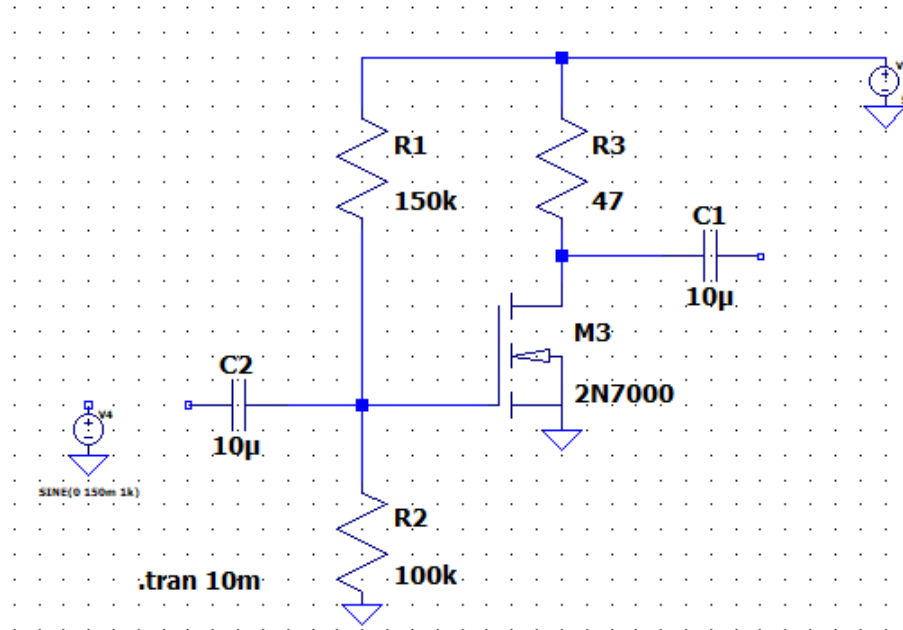 R1
150k
R3
47
C1
10µ
M3
2N7000
C2
10µ
V4
SINE(0 150m 1k)
R2
100k
.tran 10m